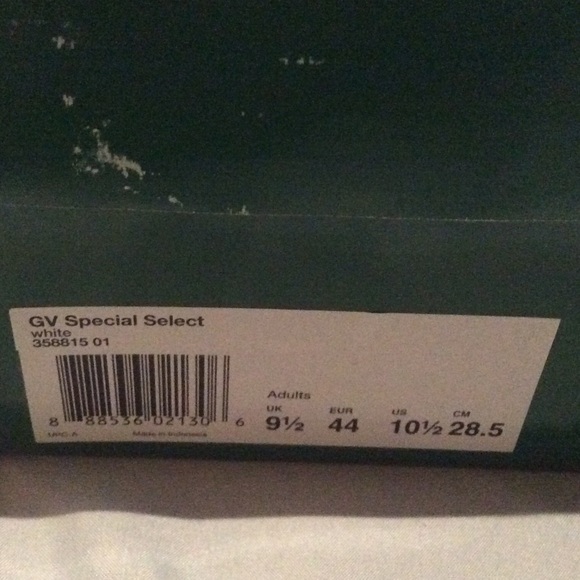 GV Special Select
white
358815 01
8 88536 02130 6
UPC-A Made in Indonesia
Adults
UK EUR US CM
9½ 44 10½ 28.5